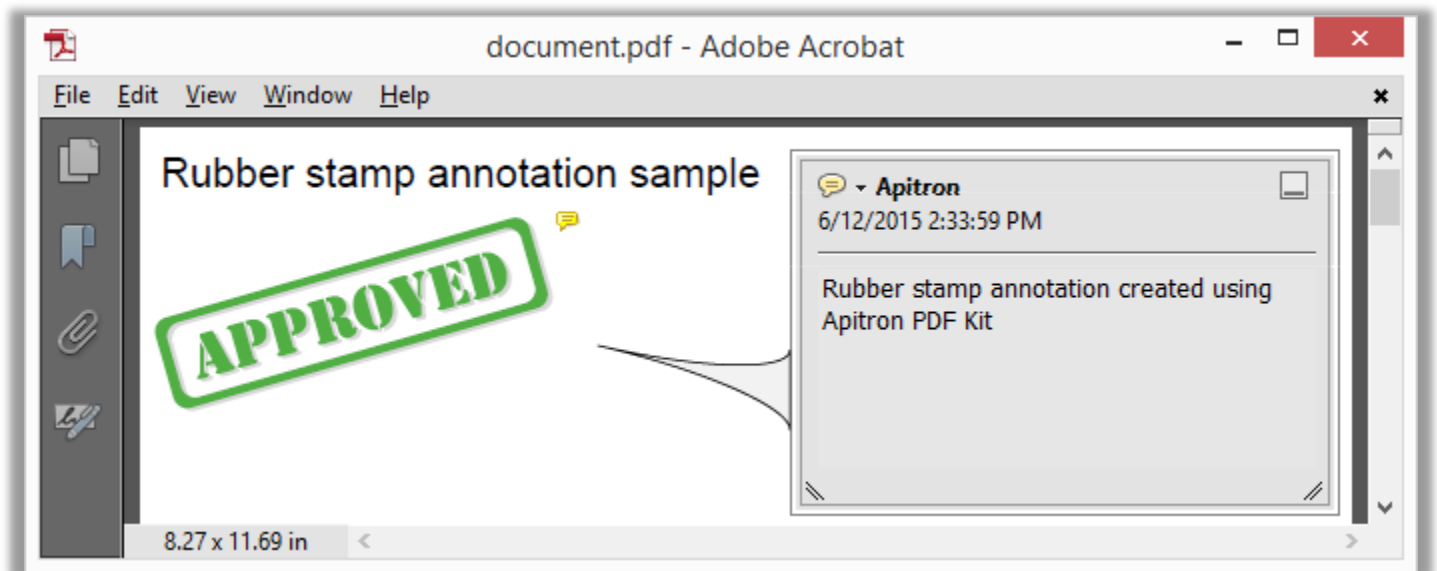 document.pdf - Adobe Acrobat
File Edit View Window Help
Rubber stamp annotation sample
APPROVED
Apitron
6/12/2015 2:33:59 PM
Rubber stamp annotation created using
Apitron PDF Kit
8.27 x 11.69 in